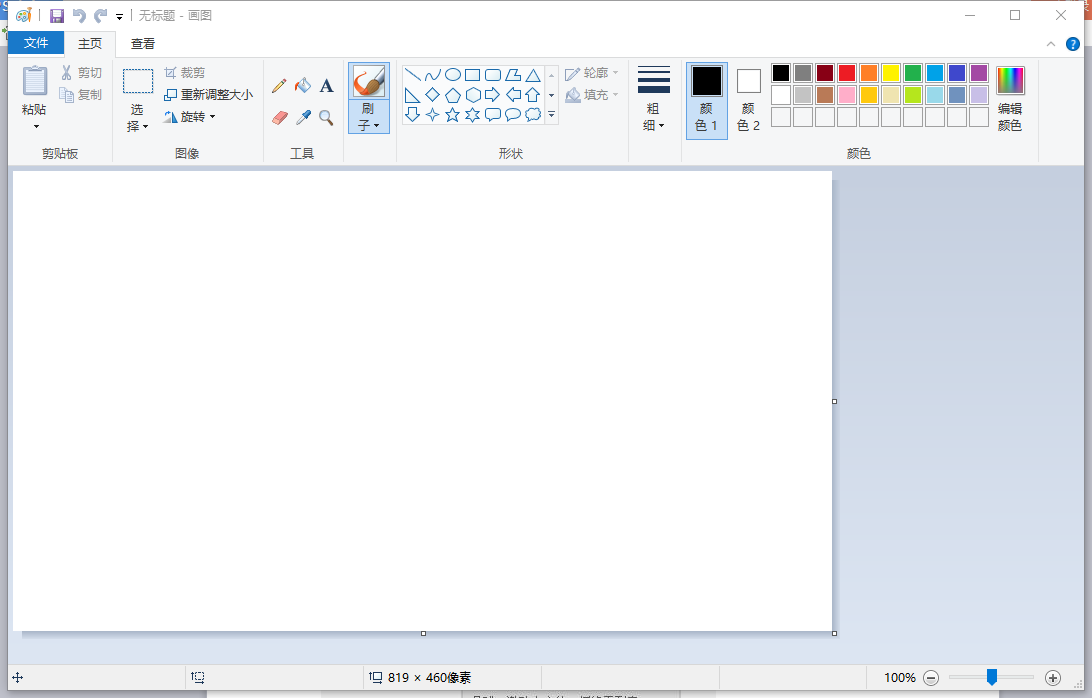 无标题 - 画图
文件 主页 查看
粘贴
剪切
复制
剪贴板
选
择
裁剪
重新调整大小
旋转
图像
A
工具
刷
子
轮廓
填充
形状
粗
细
颜
色 1
颜
色 2
编辑
颜色
颜色
819 × 460像素
100%